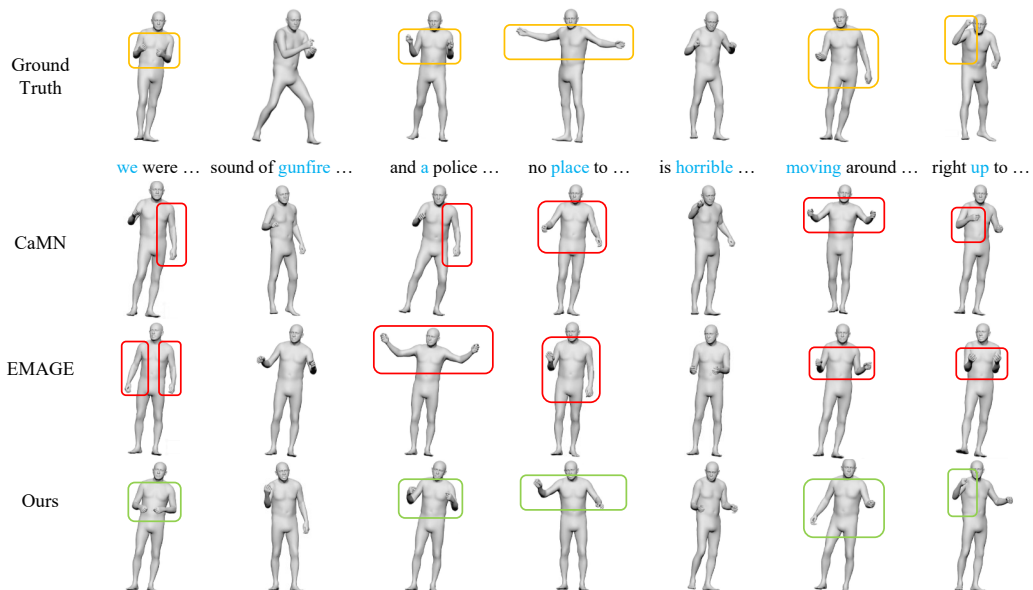 Ground
Truth
we were … sound of gunfire … and a police … no place to … is horrible … moving around … right up to …
CaMN
EMAGE
Ours